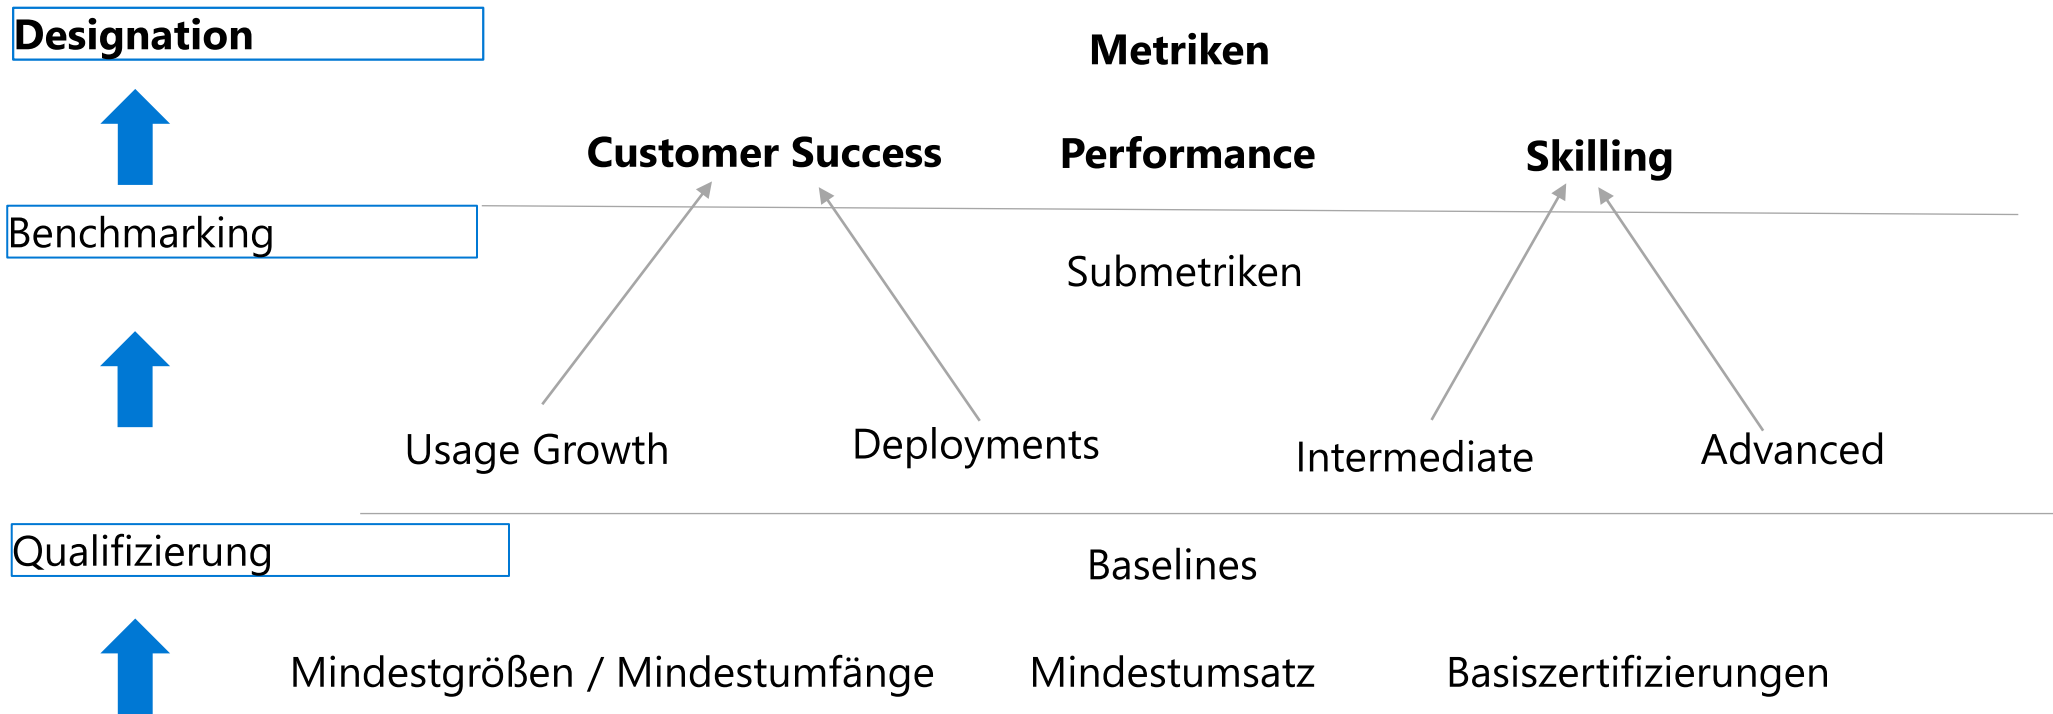 Designation
Metriken
Customer Success
Performance
Skilling
Benchmarking
Submetriken
Usage Growth
Deployments
Intermediate
Advanced
Qualifizierung
Baselines
Mindestgrößen / Mindestumfänge
Mindestumsatz
Basiszertifizierungen